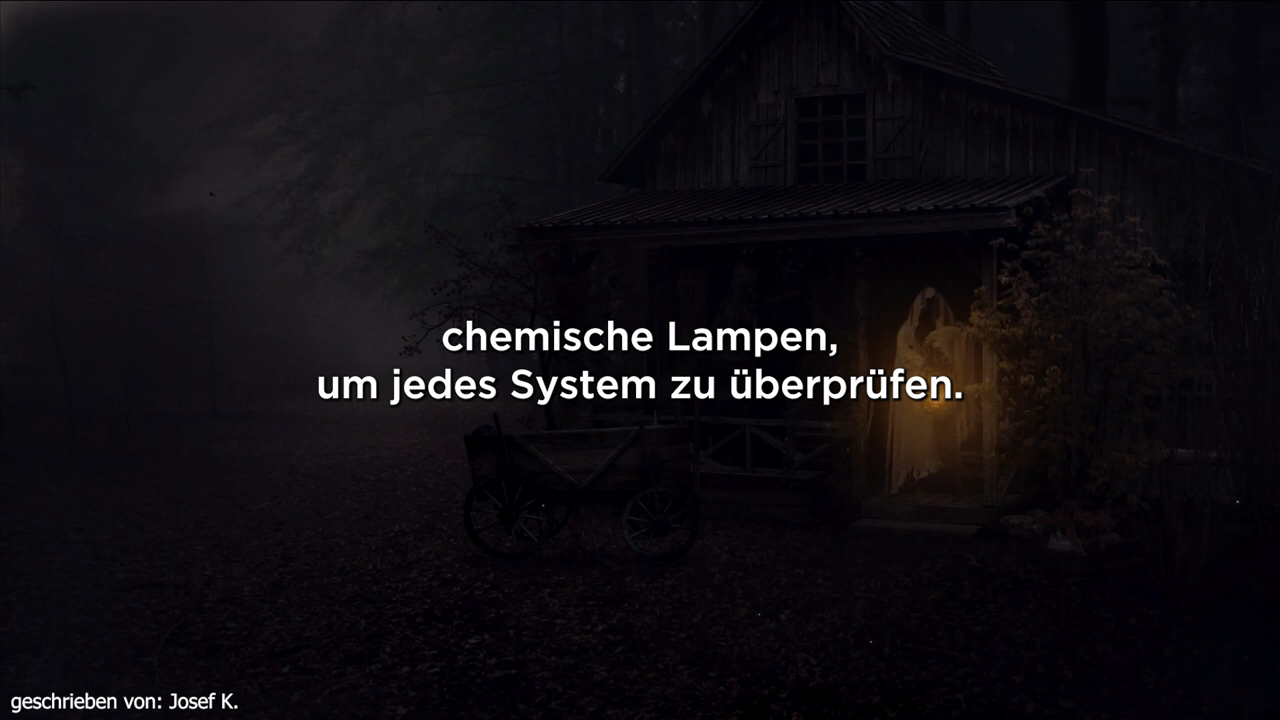 chemische Lampen,
um jedes System zu überprüfen.
geschrieben von: Josef K.